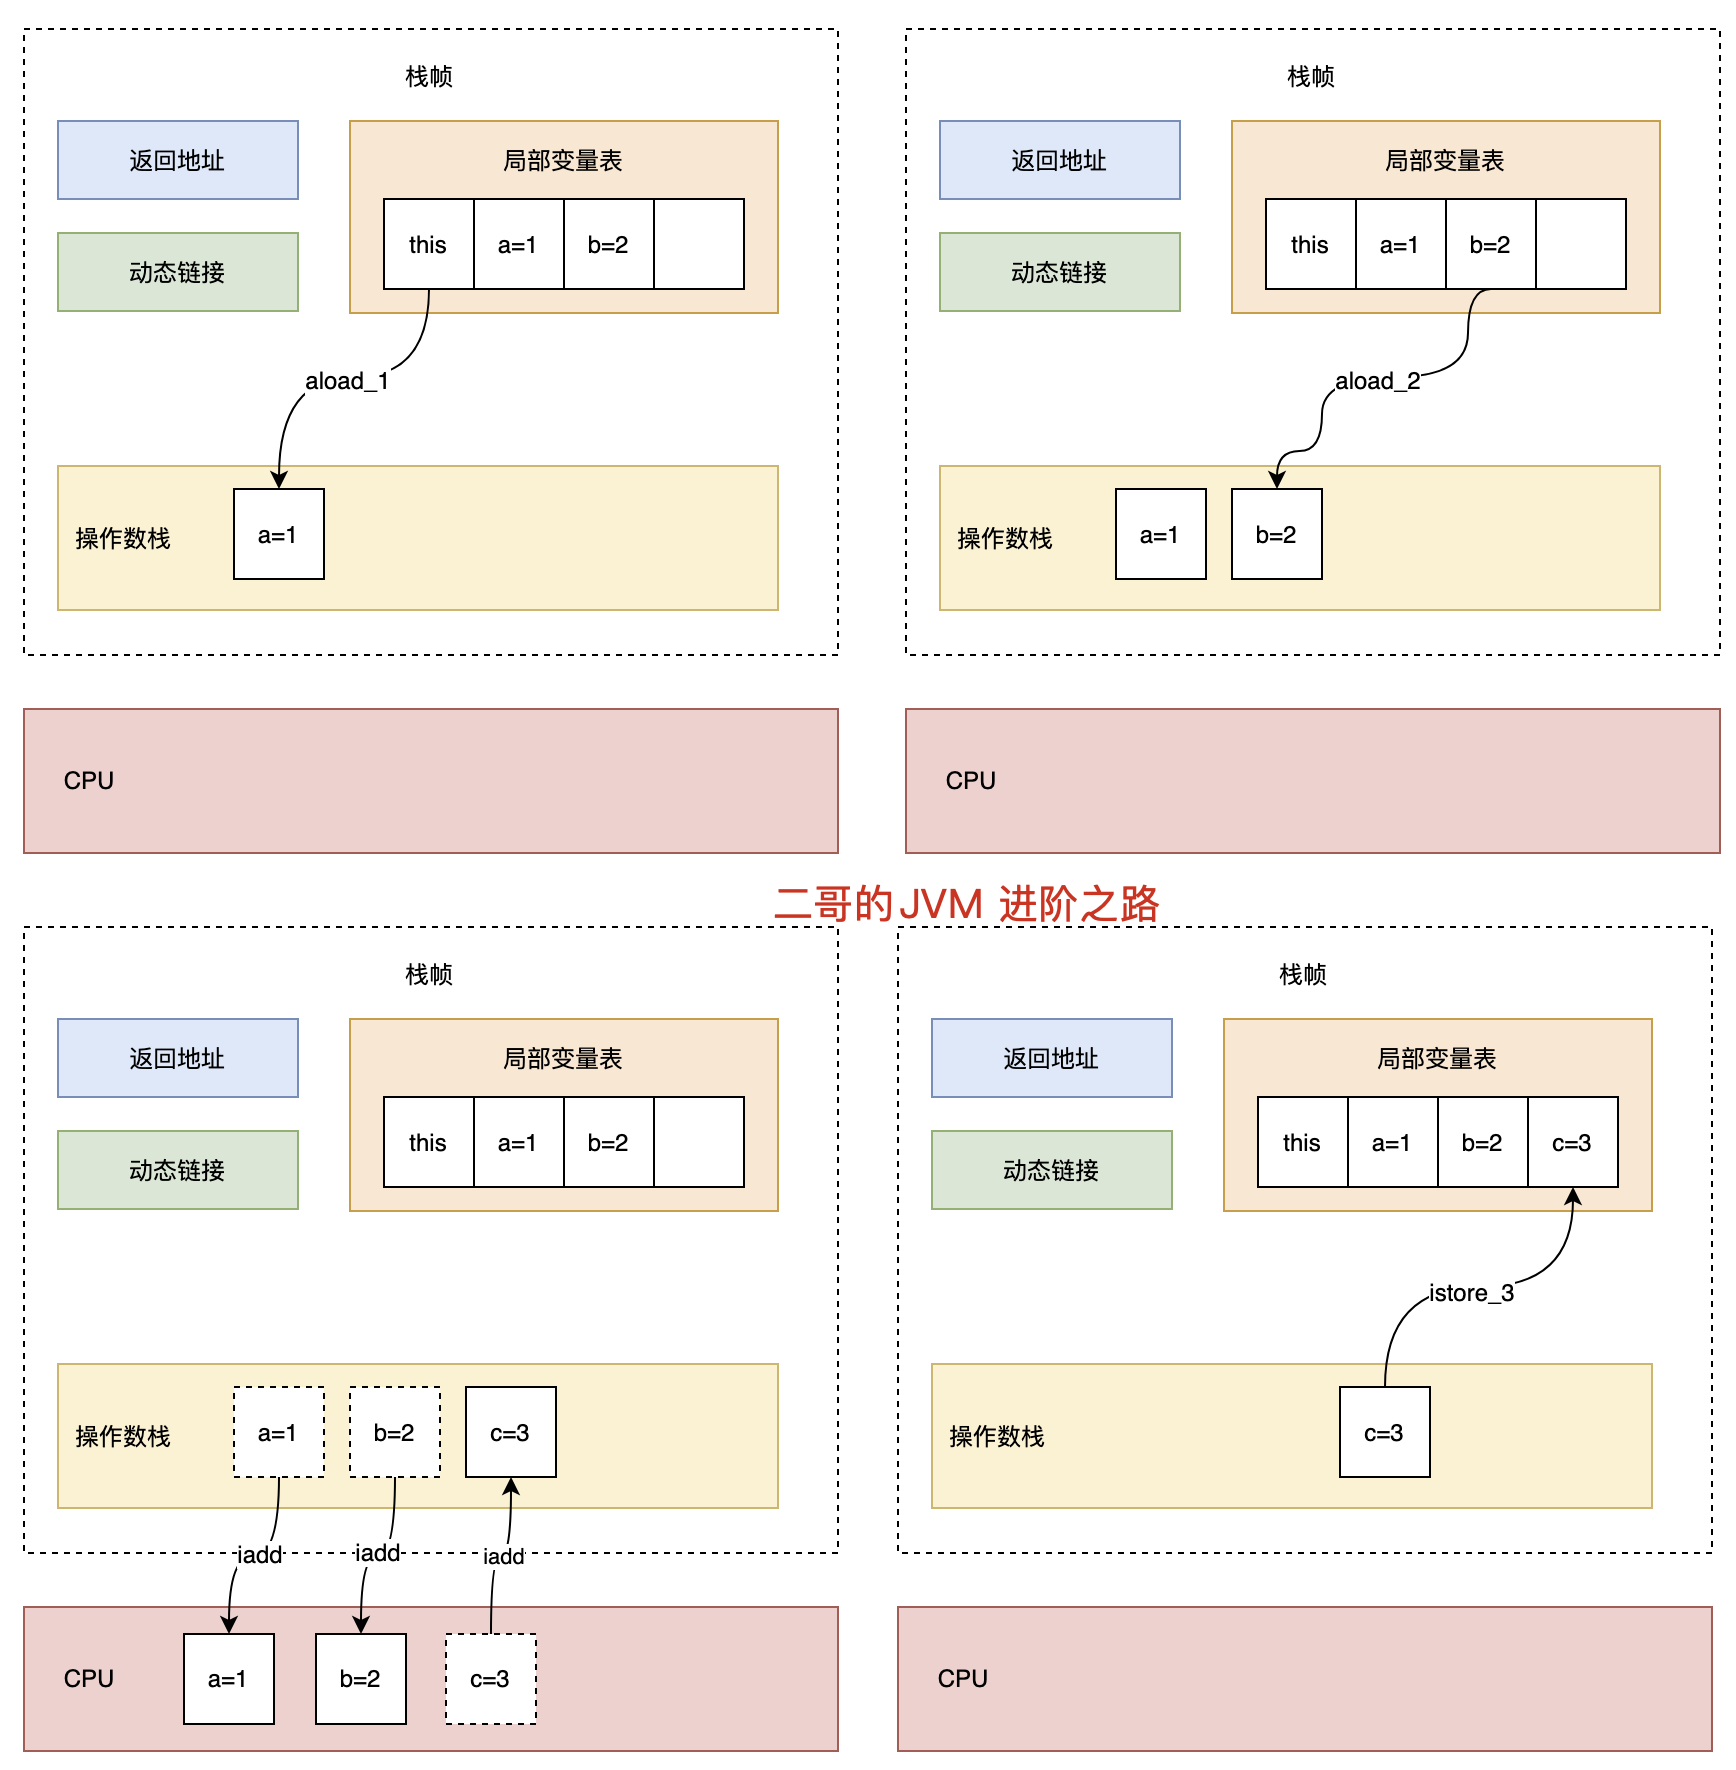 栈帧
返回地址
局部变量表
this a=1 b=2
动态链接
aload_1
操作数栈
a=1
CPU
栈帧
返回地址
局部变量表
this a=1 b=2
动态链接
aload_2
操作数栈
a=1 b=2
CPU
二哥的JVM 进阶之路
栈帧
返回地址
局部变量表
this a=1 b=2
动态链接
操作数栈
a=1 b=2 c=3
iadd iadd iadd
CPU
a=1 b=2 c=3
栈帧
返回地址
局部变量表
this a=1 b=2 c=3
动态链接
istore_3
操作数栈
c=3
CPU